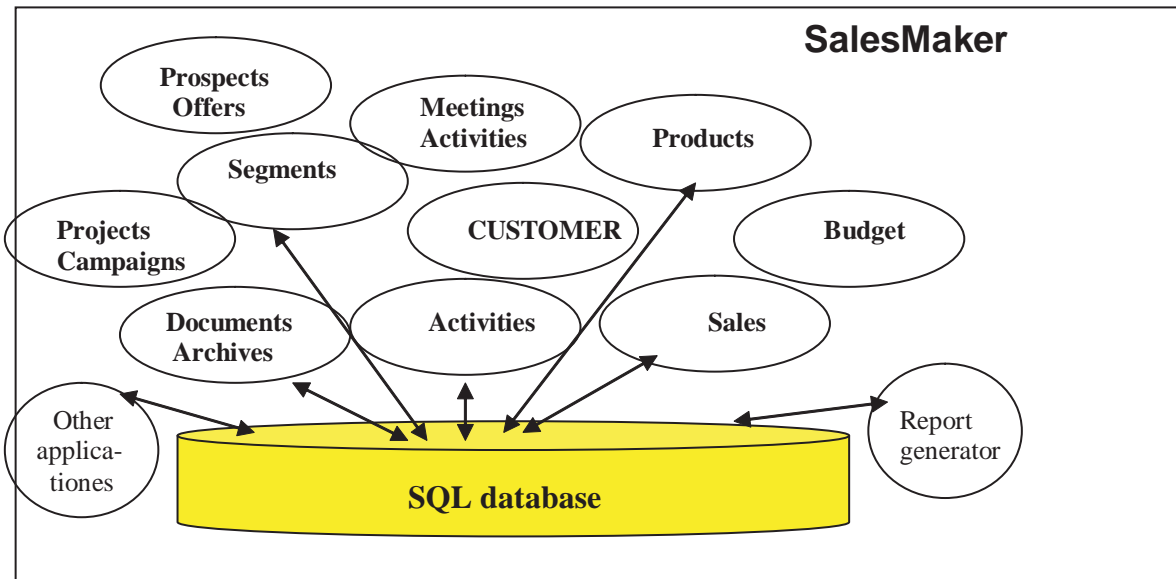 SalesMaker
Prospects
Offers
Meetings
Activities
Products
Segments
Projects
Campaigns
CUSTOMER
Budget
Documents
Archives
Activities
Sales
Other
applica-
tiones
Report
generator
SQL database